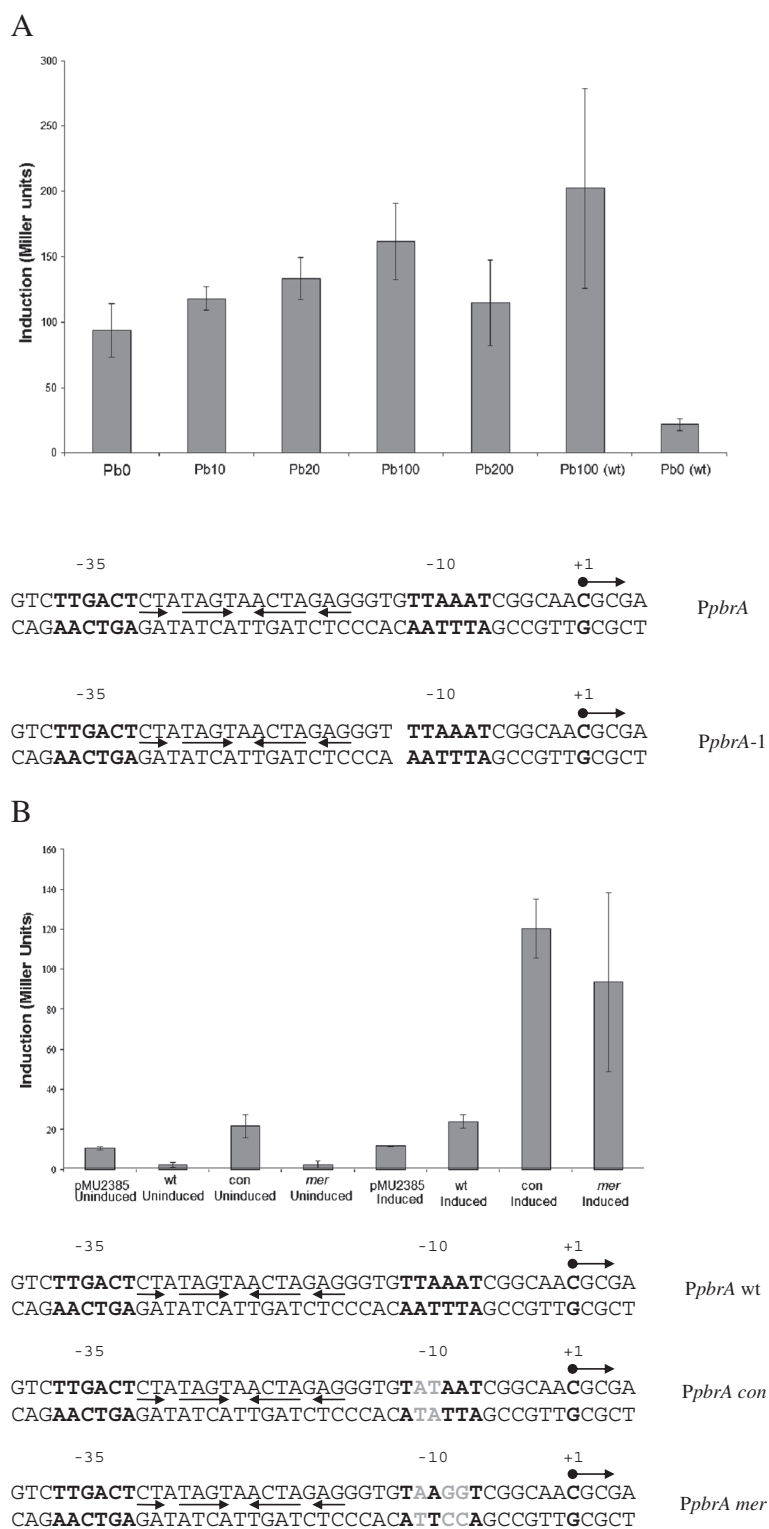 A
300
250
200
150
100
50
0
Induction (Miller units)
Pb0 Pb10 Pb20 Pb100 Pb200 Pb100 (wt) Pb0 (wt)
-35 -10 +1
GTCTTGACTCTATAGTAACTAGAGGGTGTTAAATCGGCAACGCGA
CAGAACTGAGATATCATTGATCTCCCACAATTTAGCCGTTGCGCT
PpbrA
-35 -10 +1
GTCTTGACTCTATAGTAACTAGAGGGT TTAAATCGGCAACGCGA
CAGAACTGAGATATCATTGATCTCCCA AATTTAGCCGTTGCGCT
PpbrA-1
B
160
140
120
100
80
60
40
20
0
Induction (Miller Units)
pMU2385 Uninduced
wt Uninduced
con Uninduced
mer Uninduced
pMU2385 Induced
wt Induced
con Induced
mer Induced
-35 -10 +1
GTCTTGACTCTATAGTAACTAGAGGGTGTTAAATCGGCAACGCGA
CAGAACTGAGATATCATTGATCTCCCACAATTTAGCCGTTGCGCT
PpbrA wt
-35 -10 +1
GTCTTGACTCTATAGTAACTAGAGGGTGTATAATCGGCAACGCGA
CAGAACTGAGATATCATTGATCTCCCACATATTAGCCGTTGCGCT
PpbrA con
-35 -10 +1
GTCTTGACTCTATAGTAACTAGAGGGTGTAAGGTCGGCAACGCGA
CAGAACTGAGATATCATTGATCTCCCACATTCCAGCCGTTGCGCT
PpbrA mer